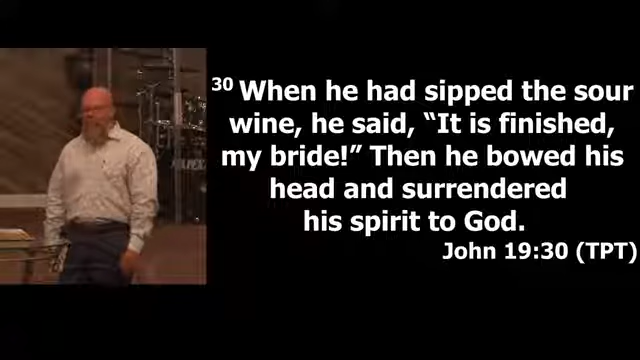 30 When he had sipped the sour
wine, he said, “It is finished,
my bride!” Then he bowed his
head and surrendered
his spirit to God.
John 19:30 (TPT)